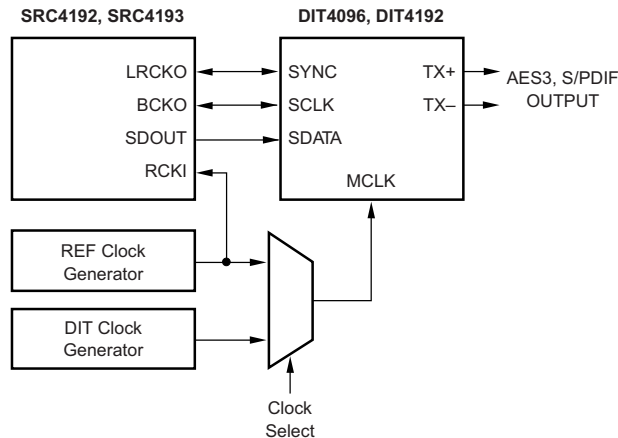 SRC4192, SRC4193
DIT4096, DIT4192
LRCKO
SYNC
TX+
AES3, S/PDIF
OUTPUT
BCKO
SCLK
TX–
SDOUT
SDATA
RCKI
MCLK
REF Clock
Generator
DIT Clock
Generator
Clock
Select